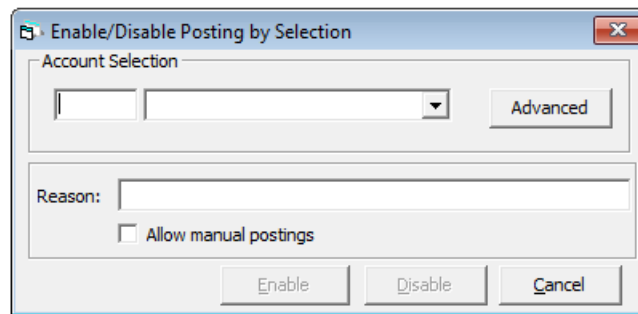 Enable/Disable Posting by Selection
Account Selection
Advanced
Reason:
Allow manual postings
Enable Disable Cancel